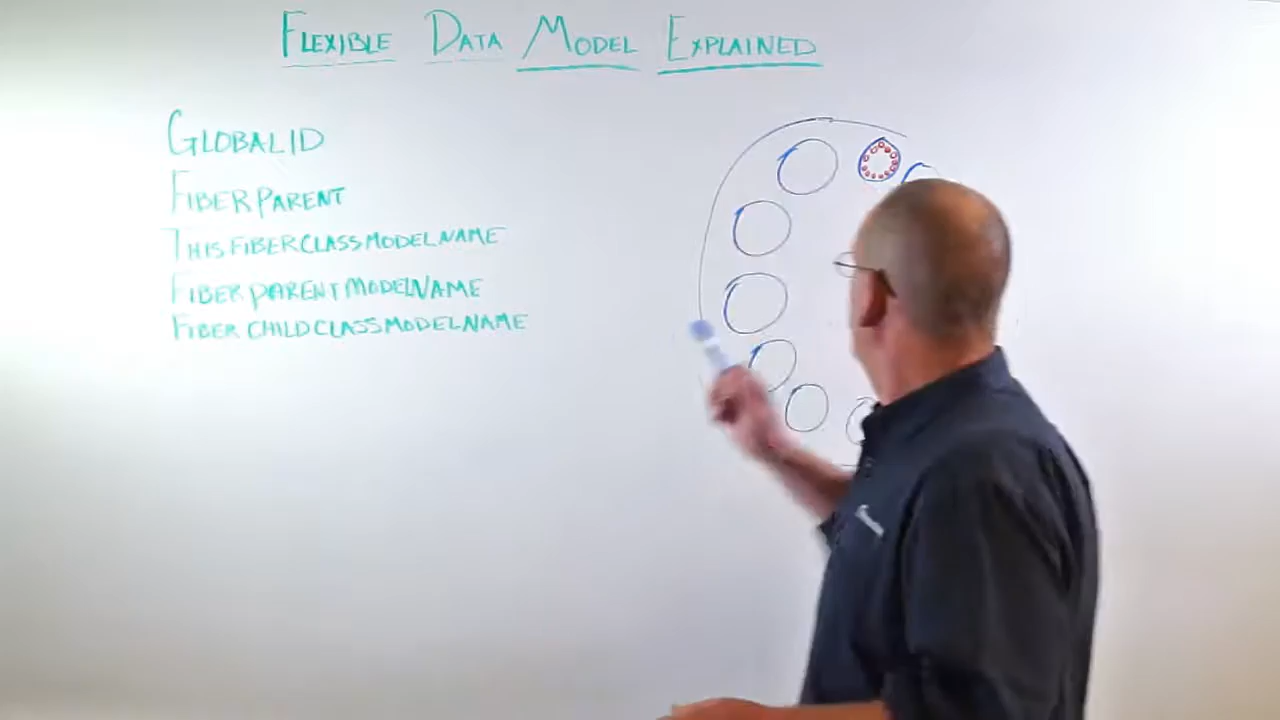 FLEXIBLE DATA MODEL EXPLAINED
GLOBALID
FIBERPARENT
THISFIBERCLASSMODELNAME
FIBERPARENTMODELNAME
FIBERCHILDCLASSMODELNAME